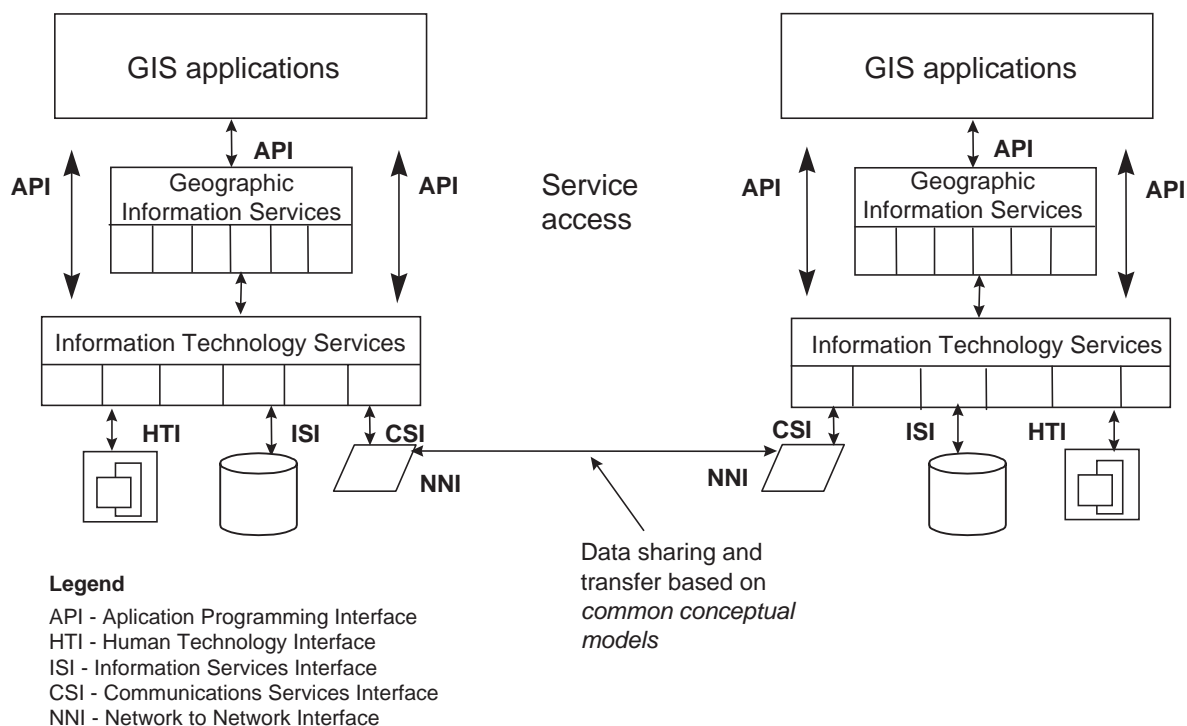 GIS applications
GIS applications
API
API
API
API
API
API
Geographic
Information Services
Service
access
Geographic
Information Services
Information Technology Services
Information Technology Services
HTI
ISI
CSI
NNI
CSI
NNI
ISI
HTI
Data sharing and
transfer based on
common conceptual
models
Legend
API - Aplication Programming Interface
HTI - Human Technology Interface
ISI - Information Services Interface
CSI - Communications Services Interface
NNI - Network to Network Interface